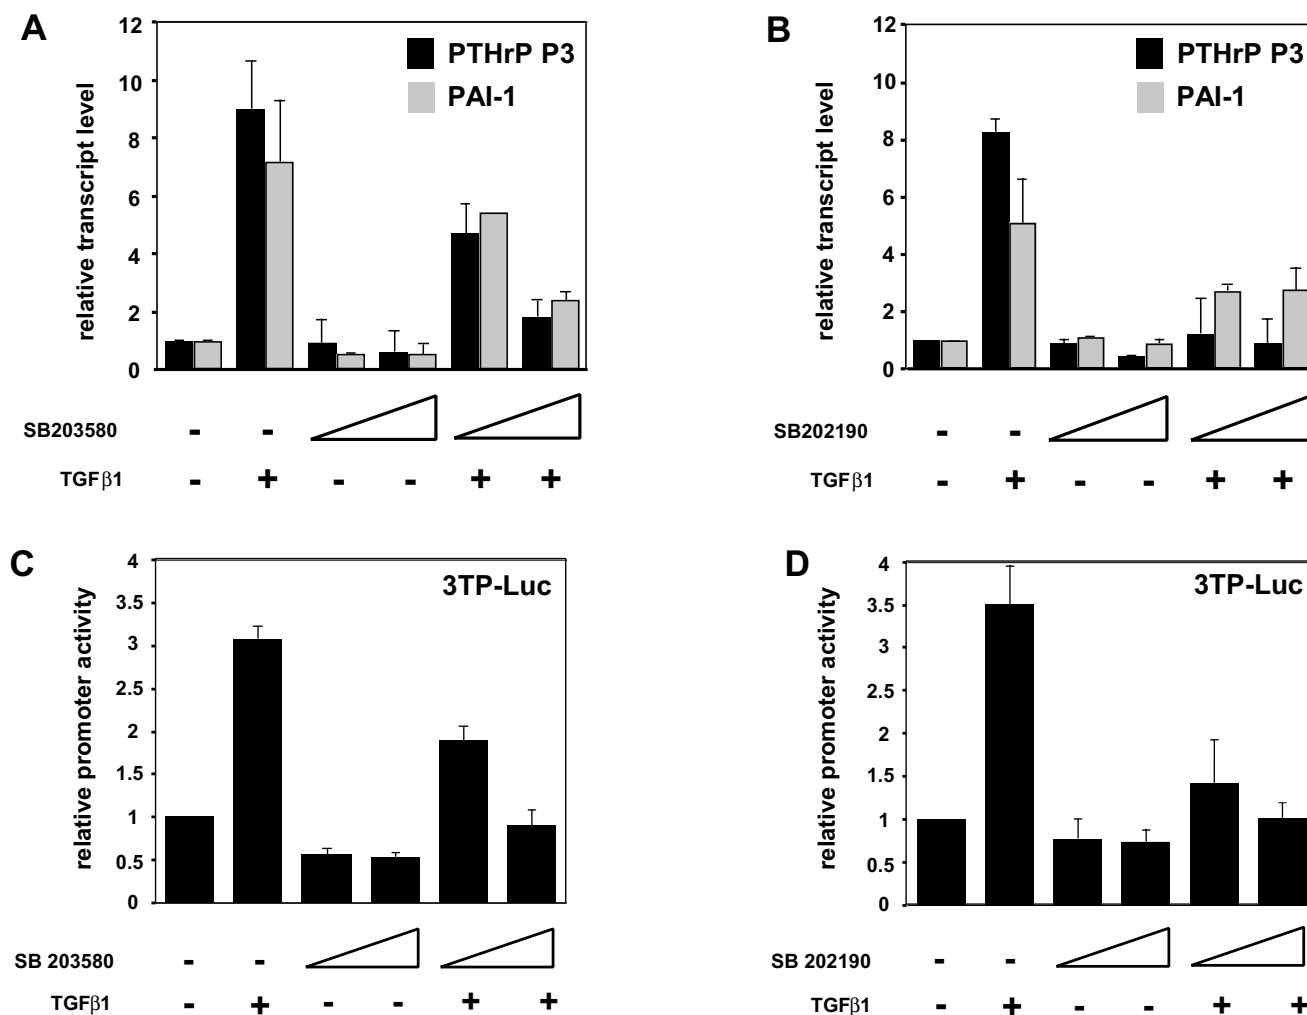 A
12
10
8
6
4
2
0
relative transcript level
PTHrP P3
PAI-1
SB203580 - -
TGFβ1 - + - - + +
B
12
10
8
6
4
2
0
relative transcript level
PTHrP P3
PAI-1
SB202190 - -
TGFβ1 - + - - + +
C
4
3.5
3
2.5
2
1.5
1
0.5
0
relative promoter activity
3TP-Luc
SB 203580 - -
TGFβ1 - + - - + +
D
4
3.5
3
2.5
2
1.5
1
0.5
0
relative promoter activity
3TP-Luc
SB 202190 - -
TGFβ1 - + - - + +